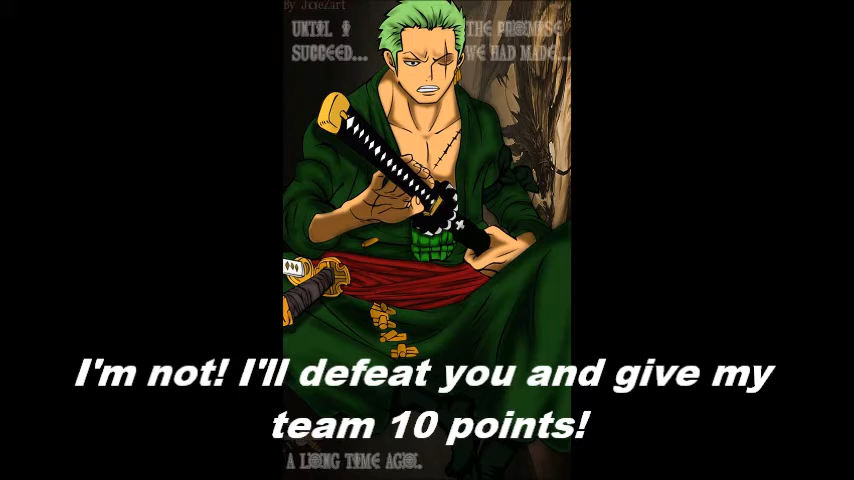 By JkyeZart
UNTIL I
SUCCEED...
THE PROMISE
WE HAD MADE...
I'm not! I'll defeat you and give my
team 10 points!
A LONG TIME AGO.